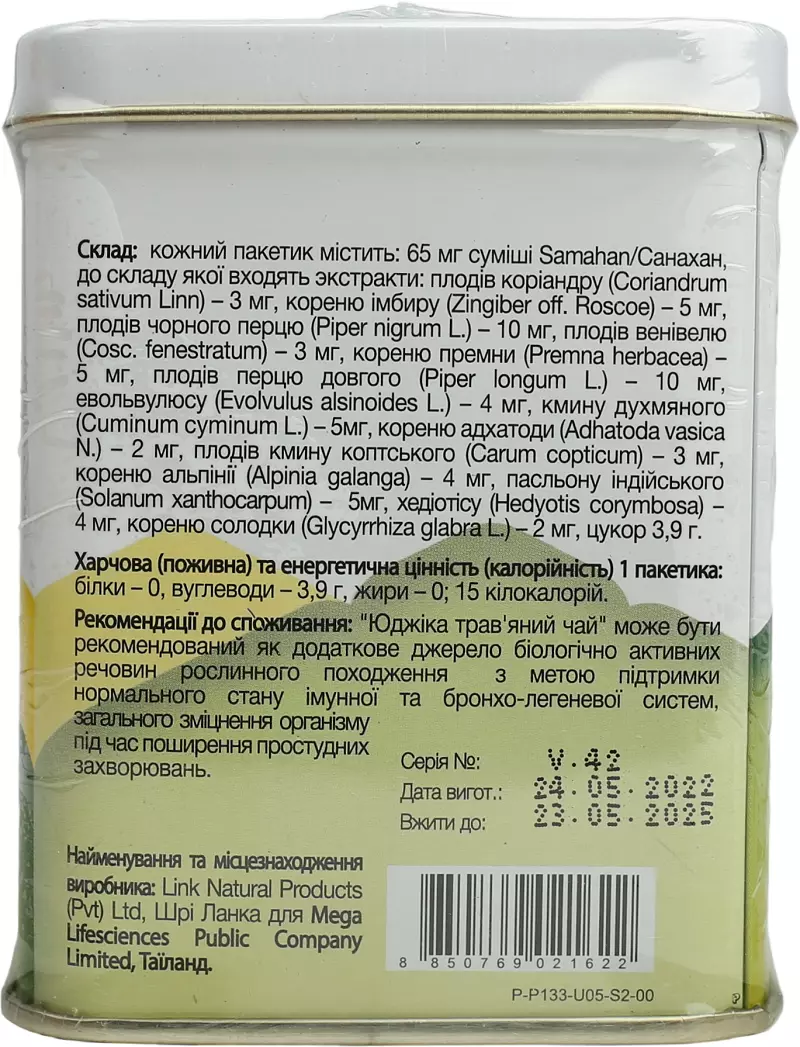 Склад: кожний пакетик містить: 65 мг суміші Samahan/Санахан,
до складу якої входять экстракти: плодів коріандру (Coriandrum
sativum Linn) – 3 мг, кореню імбиру (Zingiber off. Roscoe) – 5 мг,
плодів чорного перцю (Piper nigrum L.) – 10 мг, плодів венівелю
(Cosc. fenestratum) – 3 мг, кореню премни (Premna herbacea) –
5 мг, плодів перцю довгого (Piper longum L.) – 10 мг,
евольвулюсу (Evolvulus alsinoides L.) – 4 мг, кмину духмяного
(Cuminum cyminum L.) – 5мг, кореню адхатоди (Adhatoda vasica
N.) – 2 мг, плодів кмину коптського (Carum copticum) – 3 мг,
кореню альпінії (Alpinia galanga) – 4 мг, пасльону індійського
(Solanum xanthocarpum) – 5мг, хедіотісу (Hedyotis corymbosa) –
4 мг, кореню солодки (Glycyrrhiza glabra L.) – 2 мг, цукор 3,9 г.
Харчова (поживна) та енергетична цінність (калорійність) 1 пакетика:
білки – 0, вуглеводи – 3,9 г, жири – 0; 15 кілокалорій.
Рекомендації до споживання: "Юджіка трав'яний чай" може бути
рекомендований як додаткове джерело біологічно активних
речовин рослинного походження з метою підтримки
нормального стану імунної та бронхо-легеневої систем,
загального зміцнення організму
під час поширення простудних
захворювань.
Серія №: V.42
Дата вигот.: 24.05.2022
Вжити до: 23.05.2025
Найменування та місцезнаходження
виробника: Link Natural Products
(Pvt) Ltd, Шрі Ланка для Mega
Lifesciences Public Company
Limited, Таїланд.
8 850769 021622
P-P133-U05-S2-00
P